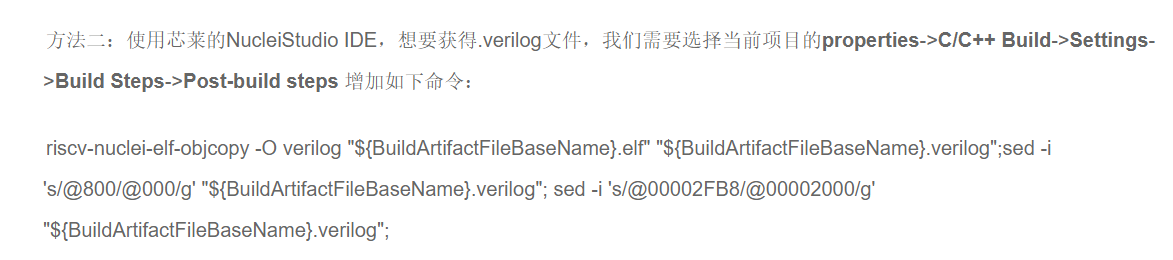 方法二：使用芯莱的NucleiStudio IDE，想要获得.verilog文件，我们需要选择当前项目的properties->C/C++ Build->Settings-
>Build Steps->Post-build steps 增加如下命令：
riscv-nuclei-elf-objcopy -O verilog "${BuildArtifactFileBaseName}.elf" "${BuildArtifactFileBaseName}.verilog";sed -i
's/@800/@000/g' "${BuildArtifactFileBaseName}.verilog"; sed -i 's/@00002FB8/@00002000/g'
"${BuildArtifactFileBaseName}.verilog";